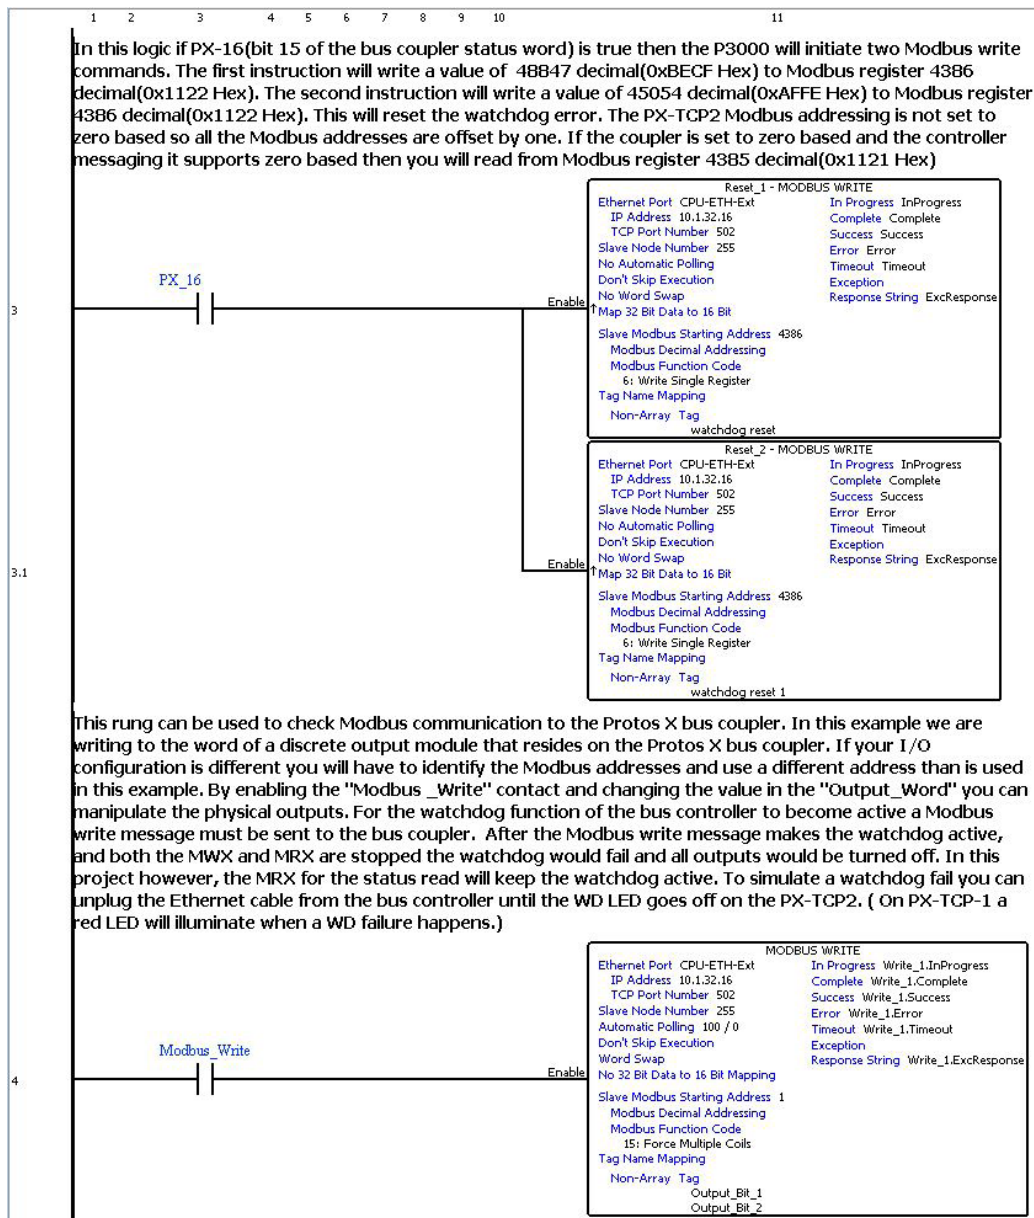 1 2 3 4 5 6 7 8 9 10 11
In this logic if PX-16(bit 15 of the bus coupler status word) is true then the P3000 will initiate two Modbus write
commands. The first instruction will write a value of 48847 decimal(0xBECF Hex) to Modbus register 4386
decimal(0x1122 Hex). The second instruction will write a value of 45054 decimal(0xAFFE Hex) to Modbus register
4386 decimal(0x1122 Hex). This will reset the watchdog error. The PX-TCP2 Modbus addressing is not set to
zero based so all the Modbus addresses are offset by one. If the coupler is set to zero based and the controller
messaging it supports zero based then you will read from Modbus register 4385 decimal(0x1121 Hex)
3
PX_16
Enable
Reset_1 - MODBUS WRITE
Ethernet Port CPU-ETH-Ext
IP Address 10.1.32.16
TCP Port Number 502
Slave Node Number 255
No Automatic Polling
Don't Skip Execution
No Word Swap
Map 32 Bit Data to 16 Bit
Slave Modbus Starting Address 4386
Modbus Decimal Addressing
Modbus Function Code
6: Write Single Register
Tag Name Mapping
Non-Array Tag
watchdog reset
In Progress InProgress
Complete Complete
Success Success
Error Error
Timeout Timeout
Exception
Response String ExcResponse
3.1
Enable
Reset_2 - MODBUS WRITE
Ethernet Port CPU-ETH-Ext
IP Address 10.1.32.16
TCP Port Number 502
Slave Node Number 255
No Automatic Polling
Don't Skip Execution
No Word Swap
Map 32 Bit Data to 16 Bit
Slave Modbus Starting Address 4386
Modbus Decimal Addressing
Modbus Function Code
6: Write Single Register
Tag Name Mapping
Non-Array Tag
watchdog reset 1
In Progress InProgress
Complete Complete
Success Success
Error Error
Timeout Timeout
Exception
Response String ExcResponse
This rung can be used to check Modbus communication to the Protos X bus coupler. In this example we are
writing to the word of a discrete output module that resides on the Protos X bus coupler. If your I/O
configuration is different you will have to identify the Modbus addresses and use a different address than is used
in this example. By enabling the "Modbus _Write" contact and changing the value in the "Output_Word" you can
manipulate the physical outputs. For the watchdog function of the bus controller to become active a Modbus
write message must be sent to the bus coupler. After the Modbus write message makes the watchdog active,
and both the MWX and MRX are stopped the watchdog would fail and all outputs would be turned off. In this
project however, the MRX for the status read will keep the watchdog active. To simulate a watchdog fail you can
unplug the Ethernet cable from the bus controller until the WD LED goes off on the PX-TCP2. ( On PX-TCP-1 a
red LED will illuminate when a WD failure happens.)
4
Modbus_Write
Enable
MODBUS WRITE
Ethernet Port CPU-ETH-Ext
IP Address 10.1.32.16
TCP Port Number 502
Slave Node Number 255
Automatic Polling 100 / 0
Don't Skip Execution
Word Swap
No 32 Bit Data to 16 Bit Mapping
Slave Modbus Starting Address 1
Modbus Decimal Addressing
Modbus Function Code
15: Force Multiple Coils
Tag Name Mapping
Non-Array Tag
Output_Bit_1
Output_Bit_2
In Progress Write_1.InProgress
Complete Write_1.Complete
Success Write_1.Success
Error Write_1.Error
Timeout Write_1.Timeout
Exception
Response String Write_1.ExcResponse